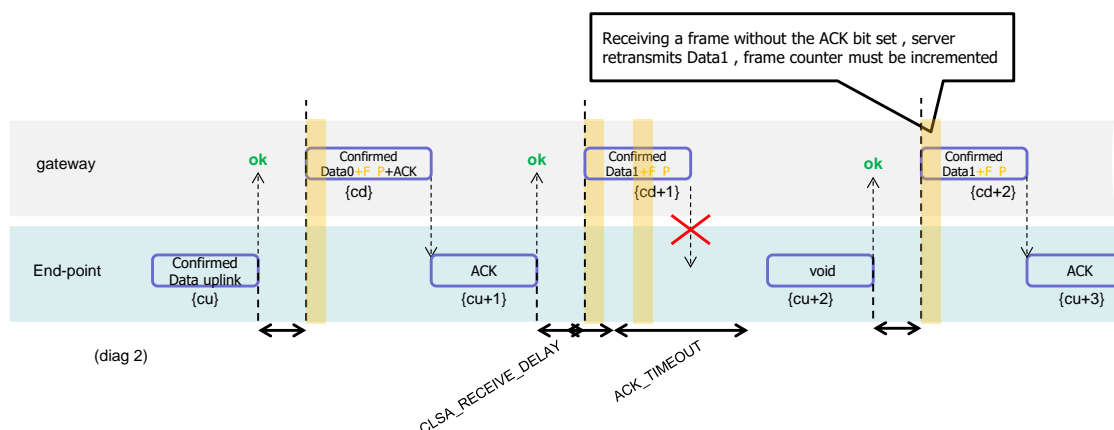 Receiving a frame without the ACK bit set , server
retransmits Data1 , frame counter must be incremented
gateway
ok
Confirmed
Data0+F P+ACK
{cd}
ok
Confirmed
Data1+F P
{cd+1}
ok
Confirmed
Data1+F P
{cd+2}
End-point
Confirmed
Data uplink
{cu}
ACK
{cu+1}
void
{cu+2}
ACK
{cu+3}
(diag 2)
CLSA_RECEIVE_DELAY
ACK_TIMEOUT